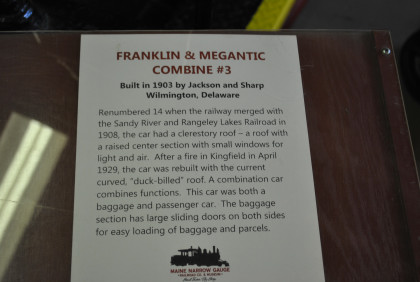 FRANKLIN & MEGANTIC
COMBINE #3
Built in 1903 by Jackson and Sharp
Wilmington, Delaware
Renumbered 14 when the railway merged with
the Sandy River and Rangeley Lakes Railroad in
1908, the car had a clerestory roof – a roof with
a raised center section with small windows for
light and air.  After a fire in Kingfield in April
1929, the car was rebuilt with the current
curved, "duck-billed" roof. A combination car
combines functions.  This car was both a
baggage and passenger car.  The baggage
section has large sliding doors on both sides
for easy loading of baggage and parcels.
MAINE NARROW GAUGE
RAILROAD CO. & MUSEUM